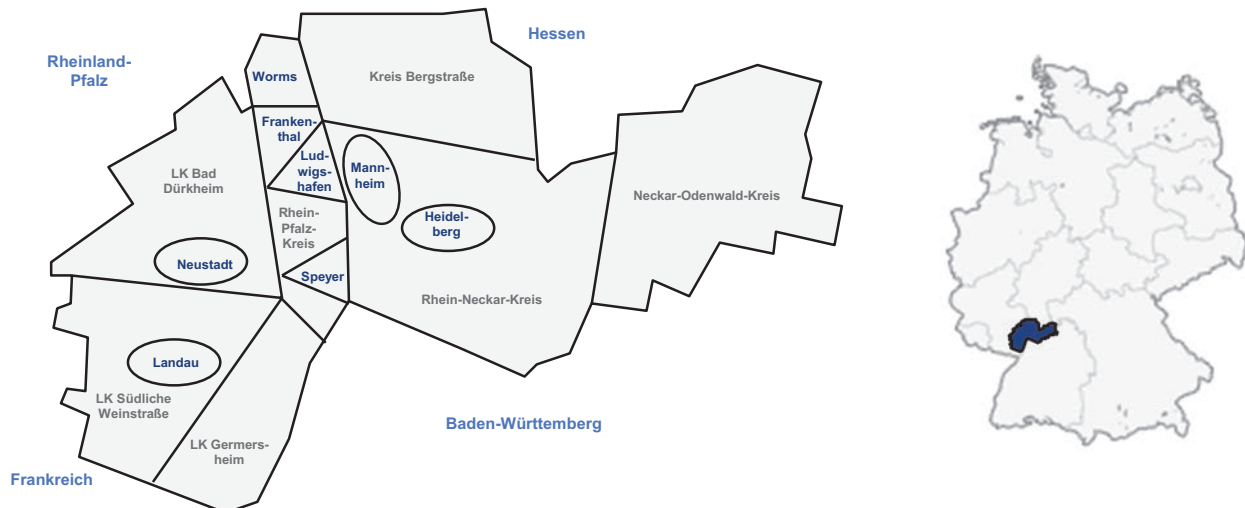 Hessen
Rheinland-
Pfalz
Worms
Kreis Bergstraße
Franken-
thal
Lud-
wigs-
hafen
Mann-
heim
LK Bad
Dürkheim
Neckar-Odenwald-Kreis
Rhein-
Pfalz-
Kreis
Heidel-
berg
Neustadt
Speyer
Rhein-Neckar-Kreis
Landau
LK Südliche
Weinstraße
Baden-Württemberg
LK Germers-
heim
Frankreich